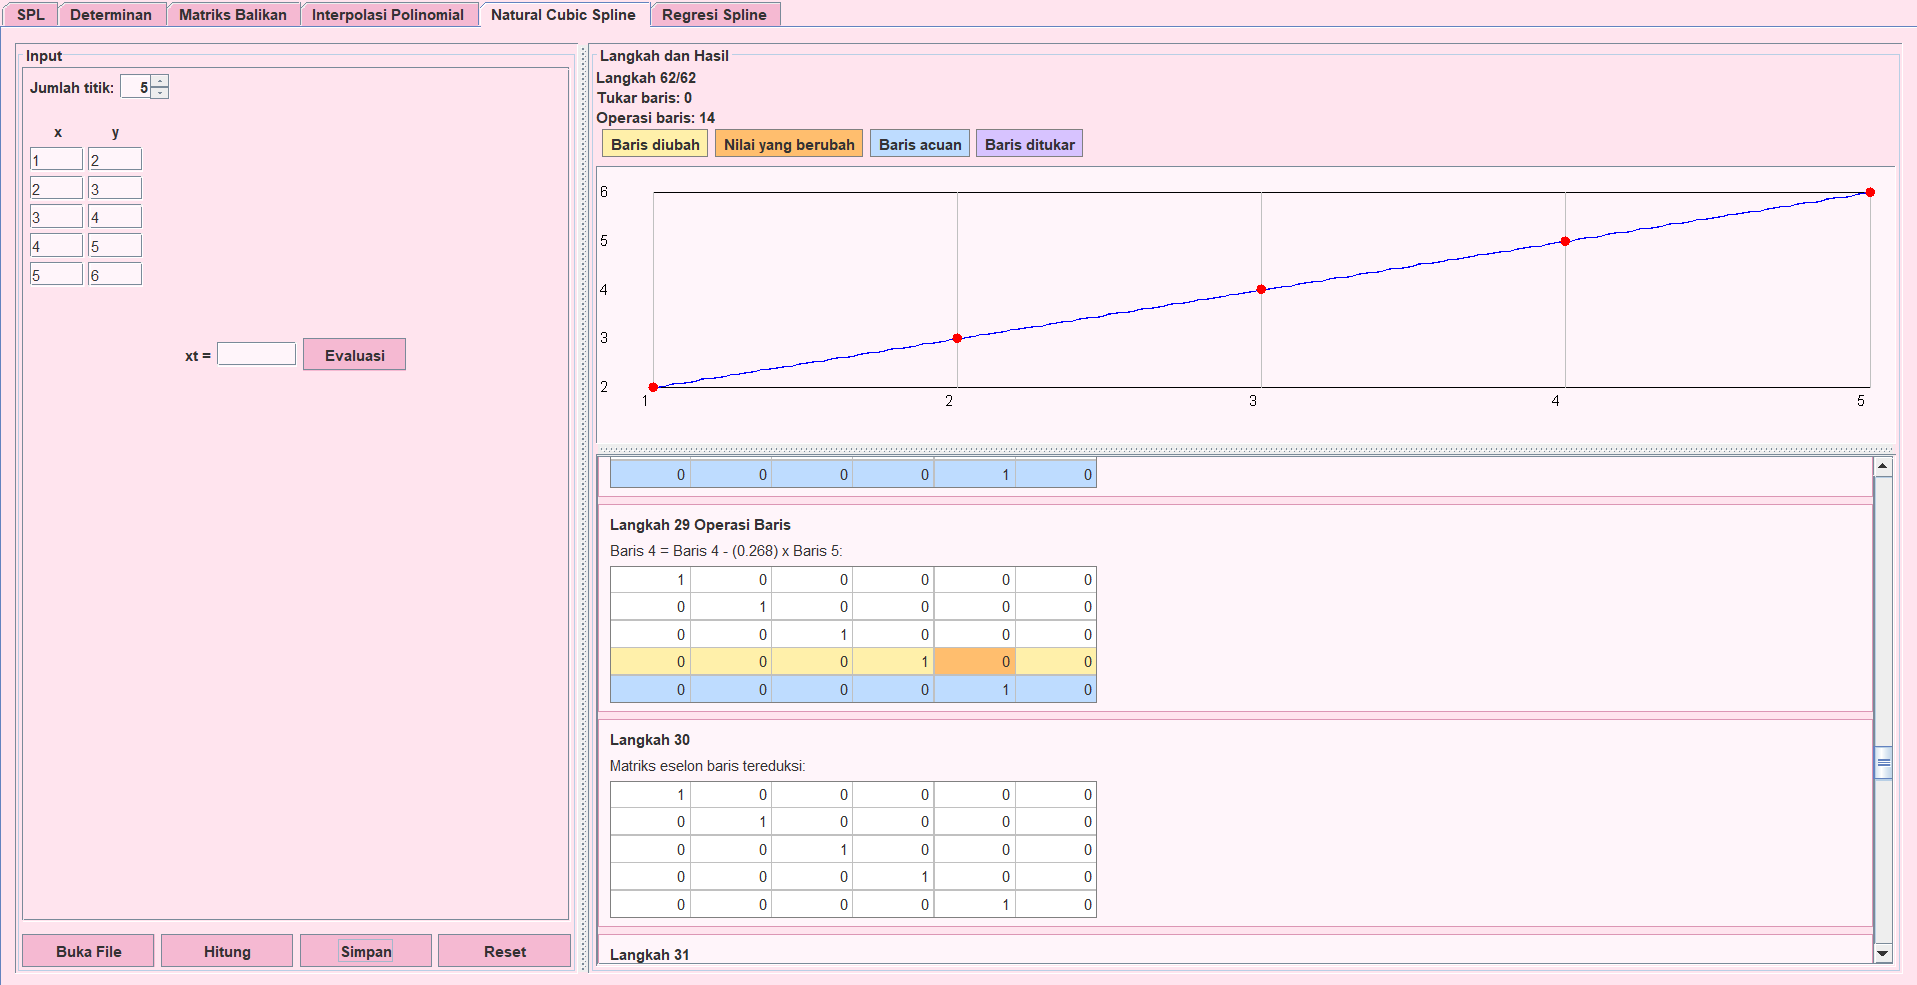 SPL Determinan Matriks Balikan Interpolasi Polinomial Natural Cubic Spline Regresi Spline
Input
Jumlah titik: 5
x y
1 2
2 3
3 4
4 5
5 6
xt = Evaluasi
Buka File Hitung Simpan Reset
Langkah dan Hasil
Langkah 62/62
Tukar baris: 0
Operasi baris: 14
Baris diubah Nilai yang berubah Baris acuan Baris ditukar
6
5
4
3
2
1 2 3 4 5
0 0 0 0 1 0
Langkah 29 Operasi Baris
Baris 4 = Baris 4 - (0.268) x Baris 5:
1 0 0 0 0 0
0 1 0 0 0 0
0 0 1 0 0 0
0 0 0 1 0 0
0 0 0 0 1 0
Langkah 30
Matriks eselon baris tereduksi:
1 0 0 0 0 0
0 1 0 0 0 0
0 0 1 0 0 0
0 0 0 1 0 0
0 0 0 0 1 0
Langkah 31